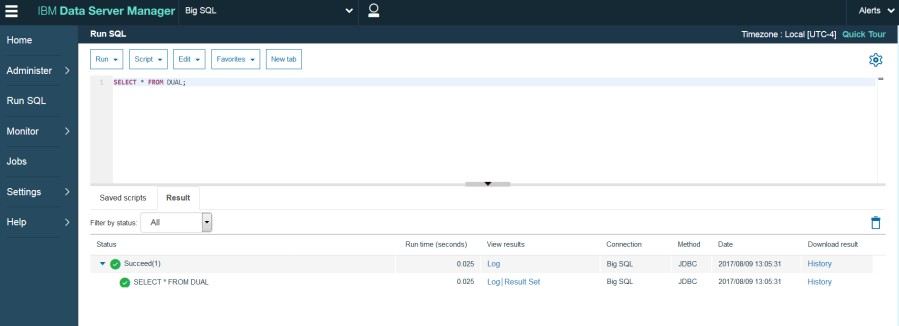 IBM Data Server Manager Big SQL Alerts
Home
Administer
Run SQL
Monitor
Jobs
Settings
Help
Run SQL Timezone : Local [UTC-4] Quick Tour
Run Script Edit Favorites New tab
1 SELECT * FROM DUAL;
Saved scripts Result
Filter by status: All
Status Run time (seconds) View results Connection Method Date Download result
Succeed(1) 0.025 Log Big SQL JDBC 2017/08/09 13:05:31 History
SELECT * FROM DUAL 0.025 Log|Result Set Big SQL JDBC 2017/08/09 13:05:31 History